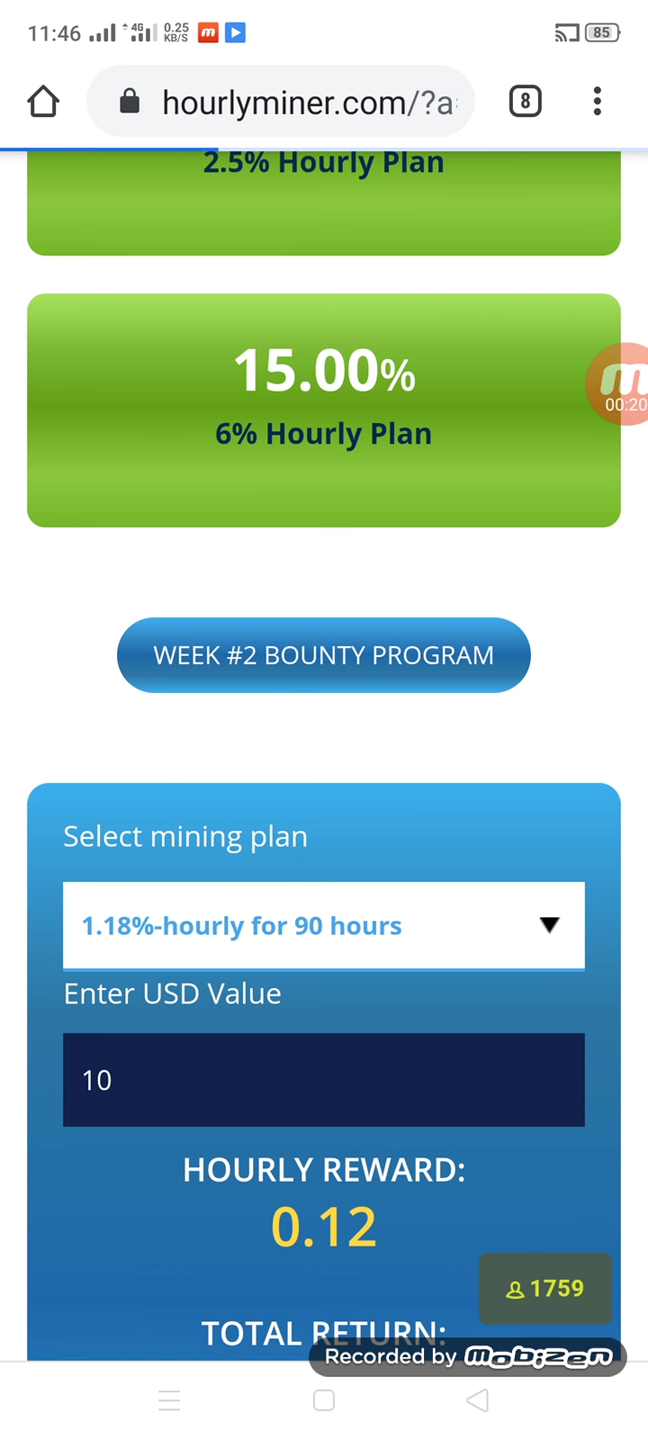 11:46 4G 0.25 KB/S m 85
hourlyminer.com/?a 8
2.5% Hourly Plan
15.00%
m
00:20
6% Hourly Plan
WEEK #2 BOUNTY PROGRAM
Select mining plan
1.18%-hourly for 90 hours
Enter USD Value
10
HOURLY REWARD:
0.12
1759
TOTAL RETURN:
Recorded by mobizen